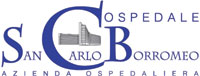 OSPEDALE
SAN CARLO BORROMEO
AZIENDA OSPEDALIERA